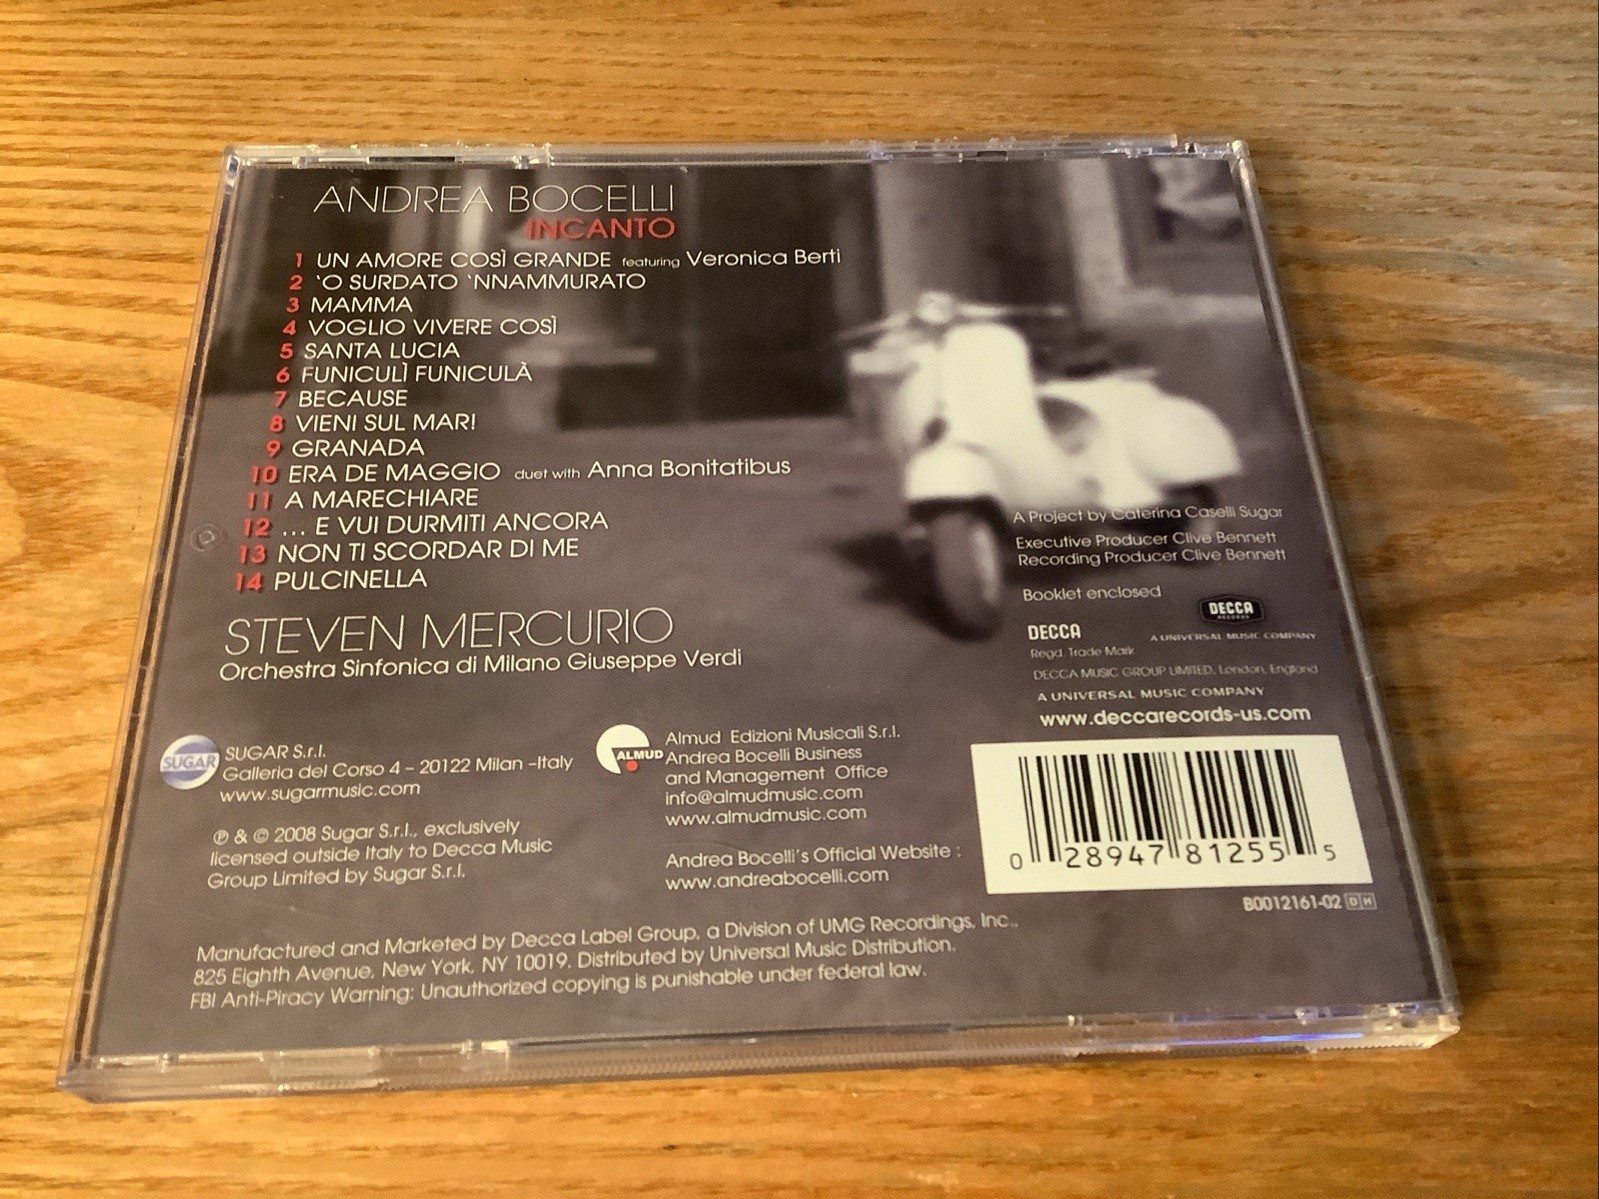 ANDREA BOCELLI
INCANTO
1 UN AMORE COSÌ GRANDE featuring Veronica Berti
2 ‘O SURDATO ‘NNAMMURATO
3 MAMMA
4 VOGLIO VIVERE COSÌ
5 SANTA LUCIA
6 FUNICULÌ FUNICULÀ
7 BECAUSE
8 VIENI SUL MAR!
9 GRANADA
10 ERA DE MAGGIO duet with Anna Bonitatibus
11 A MARECHIARE
12 ... E VUI DURMITI ANCORA
13 NON TI SCORDAR DI ME
14 PULCINELLA
STEVEN MERCURIO
Orchestra Sinfonica di Milano Giuseppe Verdi
A Project by Caterina Caselli Sugar
Executive Producer Clive Bennett
Recording Producer Clive Bennett
Booklet enclosed
DECCA
RECORDS
DECCA
A UNIVERSAL MUSIC COMPANY
Regd. Trade Mark
DECCA MUSIC GROUP LIMITED, London, England
A UNIVERSAL MUSIC COMPANY
www.deccarecords-us.com
SUGAR
SUGAR S.r.l.
Galleria del Corso 4 – 20122 Milan –Italy
www.sugarmusic.com
℗ & © 2008 Sugar S.r.l., exclusively
licensed outside Italy to Decca Music
Group Limited by Sugar S.r.l.
ALMUD
Almud Edizioni Musicali S.r.l.
Andrea Bocelli Business
and Management Office
info@almudmusic.com
www.almudmusic.com
Andrea Bocelli's Official Website :
www.andreabocelli.com
0 28947 81255 5
B0012161-02 D H
Manufactured and Marketed by Decca Label Group, a Division of UMG Recordings, Inc.,
825 Eighth Avenue, New York, NY 10019. Distributed by Universal Music Distribution.
FBI Anti-Piracy Warning: Unauthorized copying is punishable under federal law.